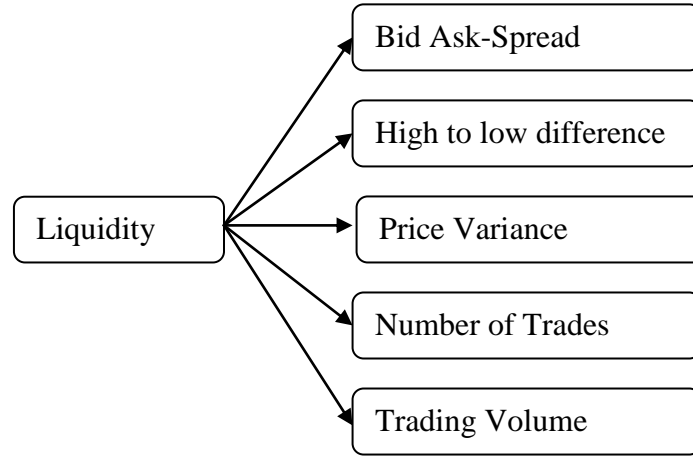 Bid Ask-Spread
High to low difference
Liquidity
Price Variance
Number of Trades
Trading Volume